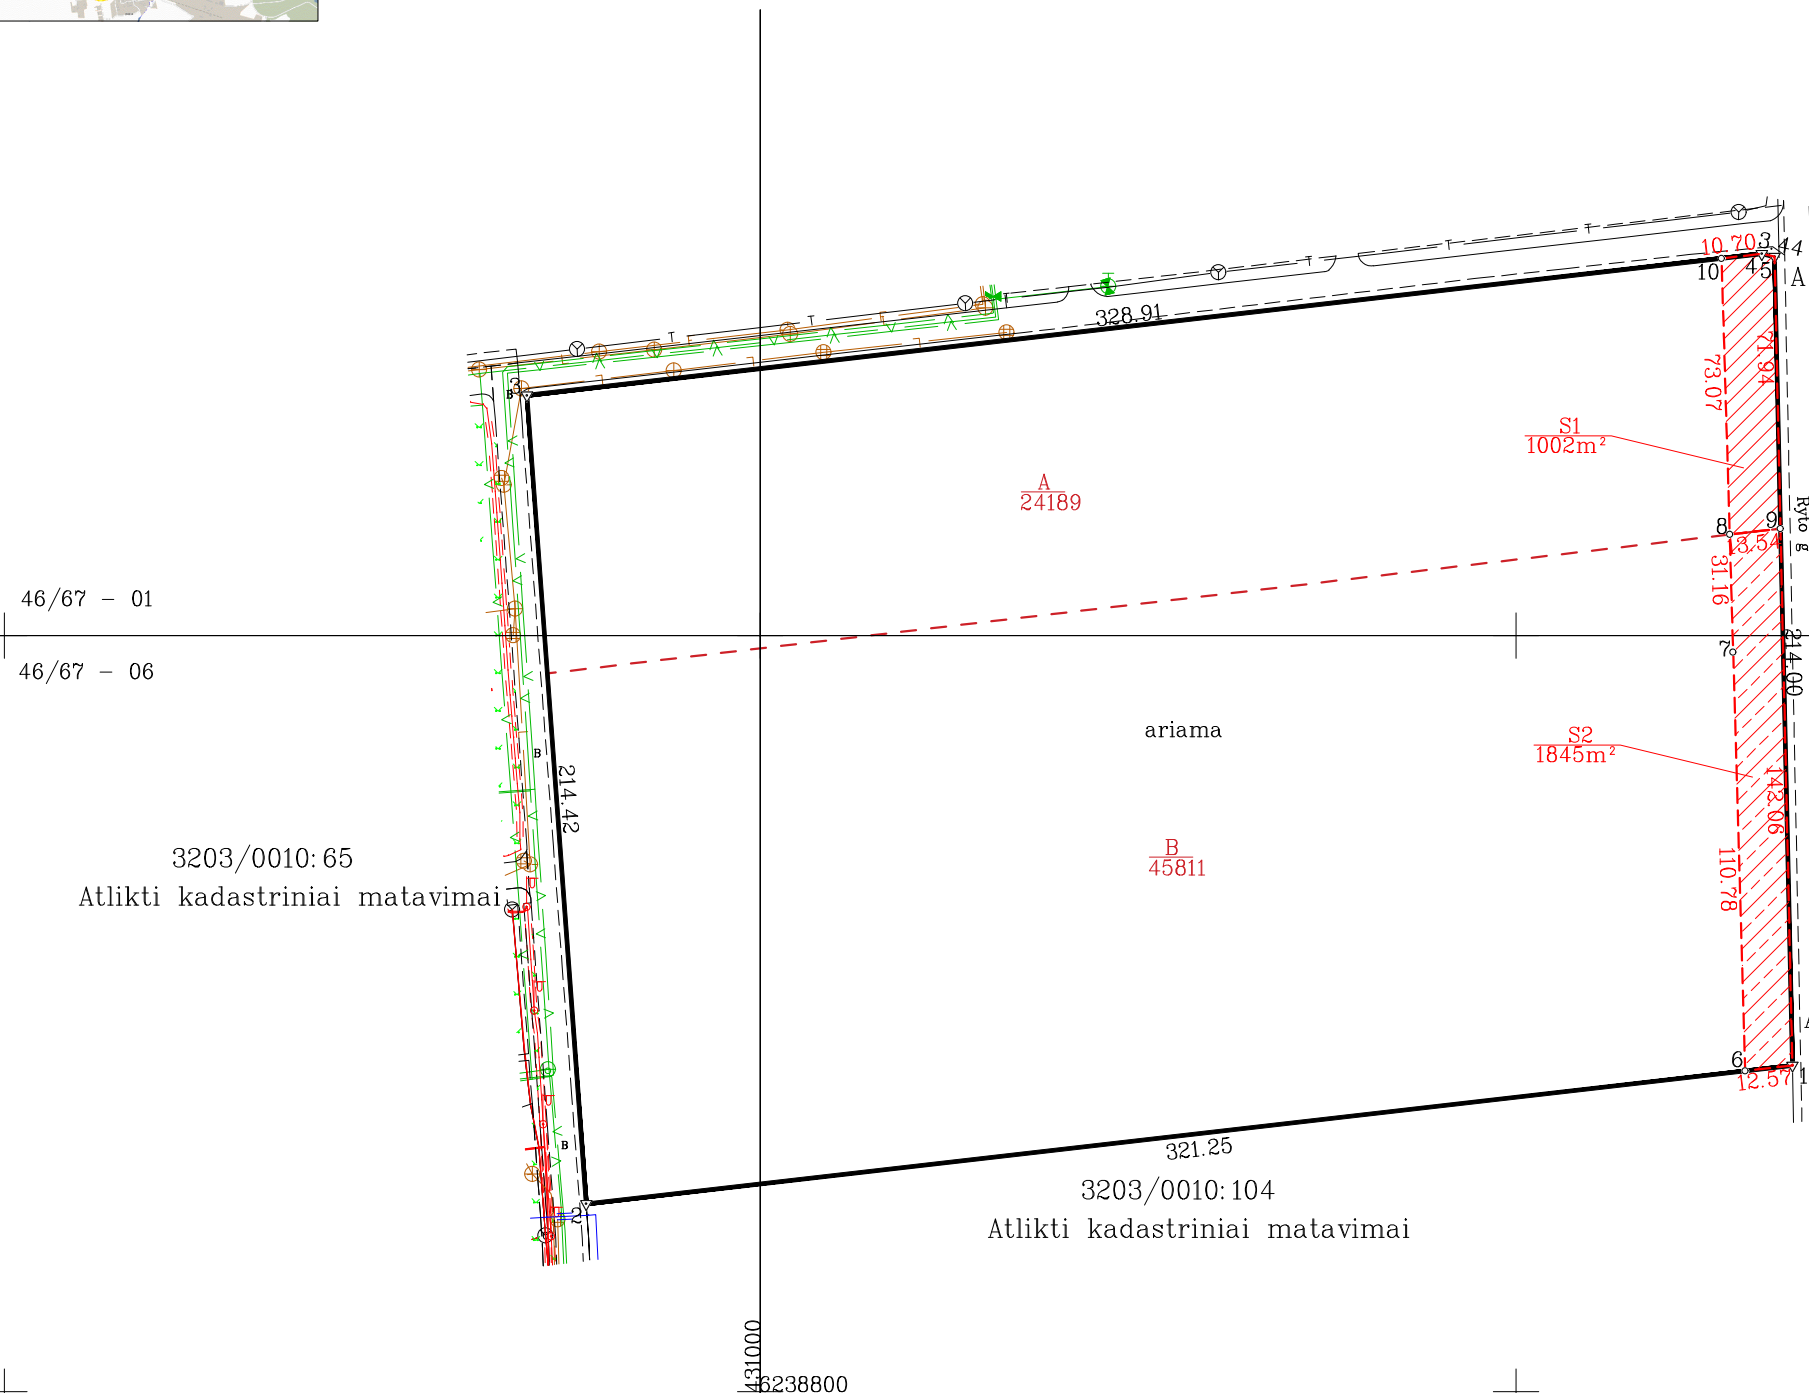 10.70
3.44
10
4
5
A
328.91
3
B
73.07
71.94
S1
1002m²
A
24189
Ryto g
8
9
13.54
31.16
46/67 - 01
46/67 - 06
7
214.00
ariama
S2
1845m²
B
214.42
142.06
B
45811
110.78
3203/0010:65
Atlikti kadastriniai matavimai
A
6
12.57
1
B
321.25
2
3203/0010:104
Atlikti kadastriniai matavimai
431000
6238800